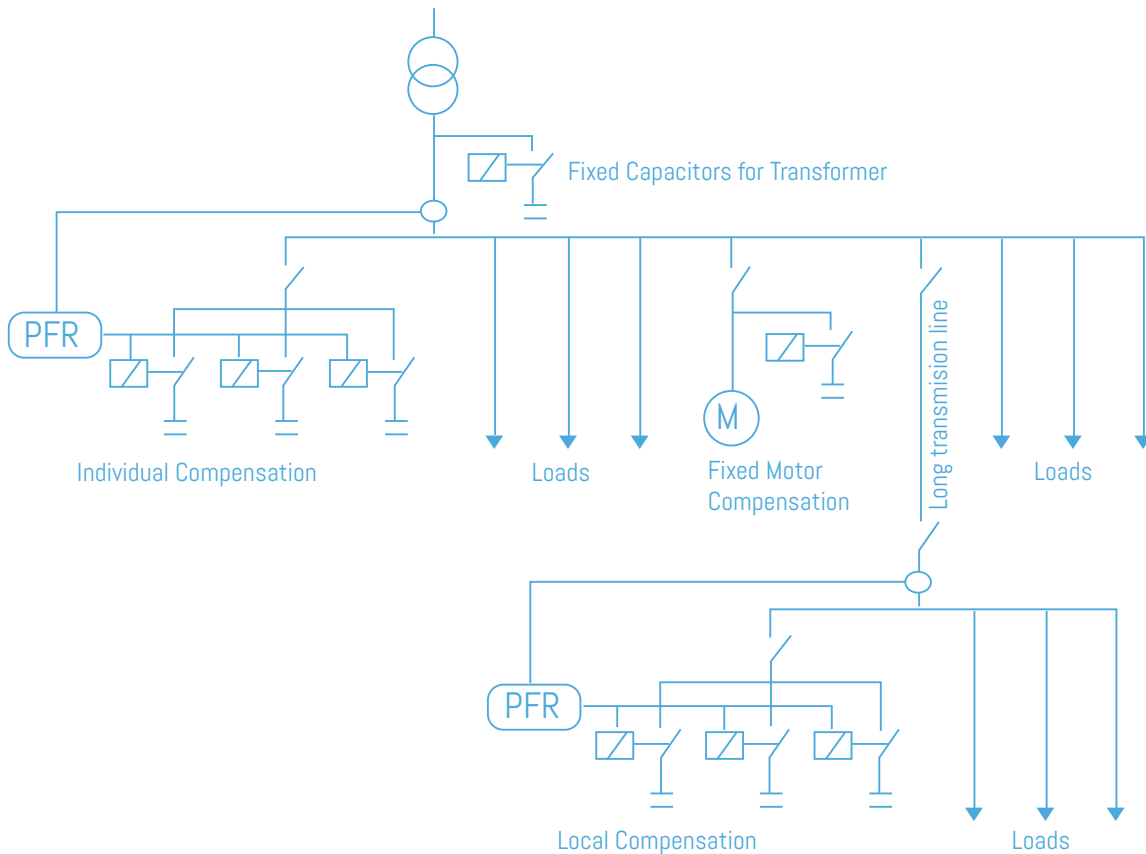 Fixed Capacitors for Transformer
PFR
Individual Compensation
Loads
M
Fixed Motor
Compensation
Long transmision line
Loads
PFR
Local Compensation
Loads